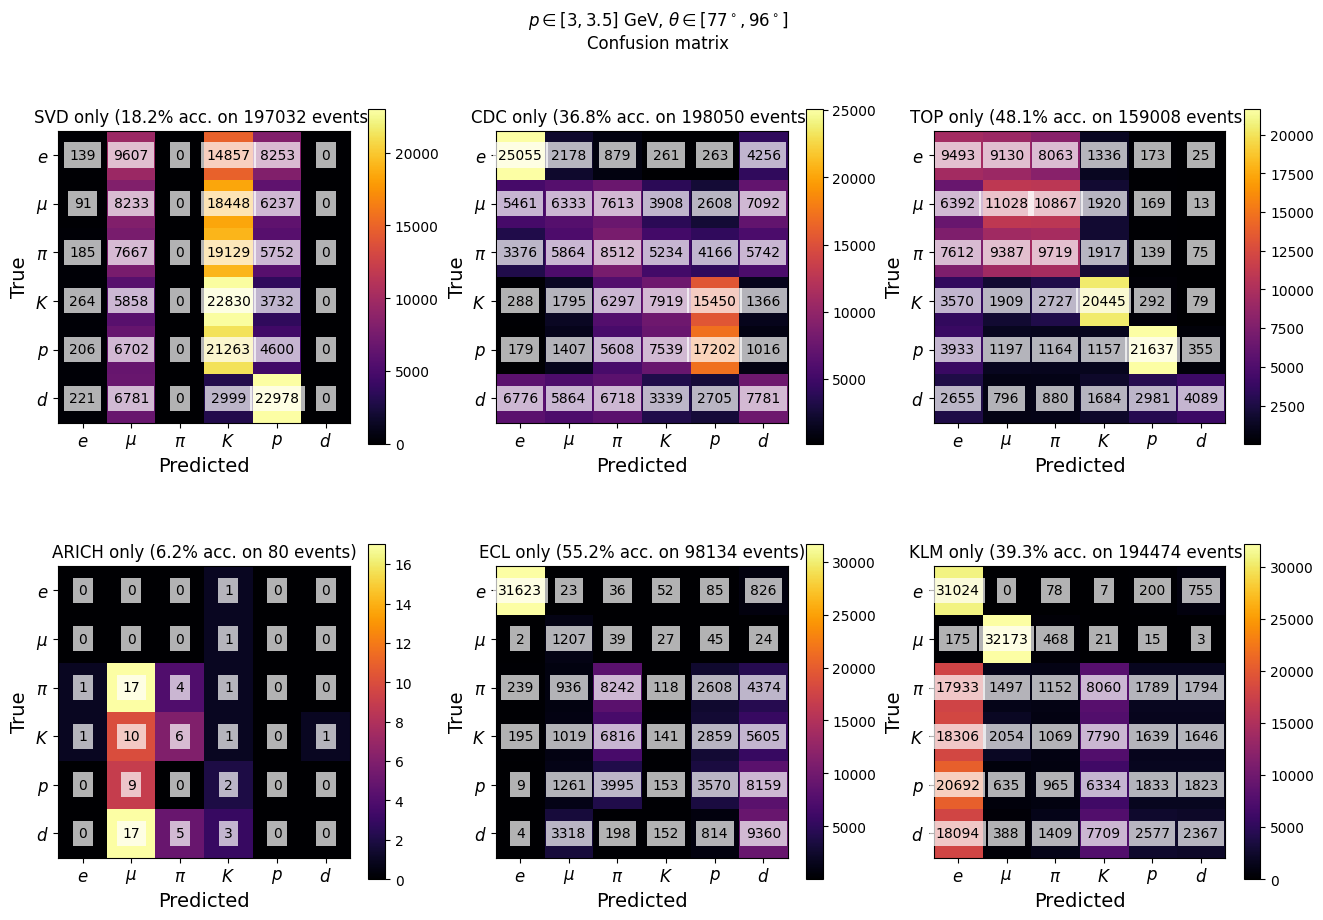 p ∈ [3, 3.5] GeV, θ ∈ [77°, 96°]
Confusion matrix
SVD only (18.2% acc. on 197032 events
e 139 9607 0 14857 8253 0
μ 91 8233 0 18448 6237 0
π 185 7667 0 19129 5752 0
K 264 5858 0 22830 3732 0
p 206 6702 0 21263 4600 0
d 221 6781 0 2999 22978 0
e μ π K p d
Predicted
True
20000
15000
10000
5000
0
CDC only (36.8% acc. on 198050 events
e 25055 2178 879 261 263 4256
μ 5461 6333 7613 3908 2608 7092
π 3376 5864 8512 5234 4166 5742
K 288 1795 6297 7919 15450 1366
p 179 1407 5608 7539 17202 1016
d 6776 5864 6718 3339 2705 7781
e μ π K p d
Predicted
True
25000
20000
15000
10000
5000
TOP only (48.1% acc. on 159008 events
e 9493 9130 8063 1336 173 25
μ 6392 11028 10867 1920 169 13
π 7612 9387 9719 1917 139 75
K 3570 1909 2727 20445 292 79
p 3933 1197 1164 1157 21637 355
d 2655 796 880 1684 2981 4089
e μ π K p d
Predicted
True
20000
17500
15000
12500
10000
7500
5000
2500
ARICH only (6.2% acc. on 80 events)
e 0 0 0 1 0 0
μ 0 0 0 1 0 0
π 1 17 4 1 0 0
K 1 10 6 1 0 1
p 0 9 0 2 0 0
d 0 17 5 3 0 0
e μ π K p d
Predicted
True
16
14
12
10
8
6
4
2
0
ECL only (55.2% acc. on 98134 events)
e 31623 23 36 52 85 826
μ 2 1207 39 27 45 24
π 239 936 8242 118 2608 4374
K 195 1019 6816 141 2859 5605
p 9 1261 3995 153 3570 8159
d 4 3318 198 152 814 9360
e μ π K p d
Predicted
True
30000
25000
20000
15000
10000
5000
KLM only (39.3% acc. on 194474 events
e 31024 0 78 7 200 755
μ 175 32173 468 21 15 3
π 17933 1497 1152 8060 1789 1794
K 18306 2054 1069 7790 1639 1646
p 20692 635 965 6334 1833 1823
d 18094 388 1409 7709 2577 2367
e μ π K p d
Predicted
True
30000
25000
20000
15000
10000
5000
0